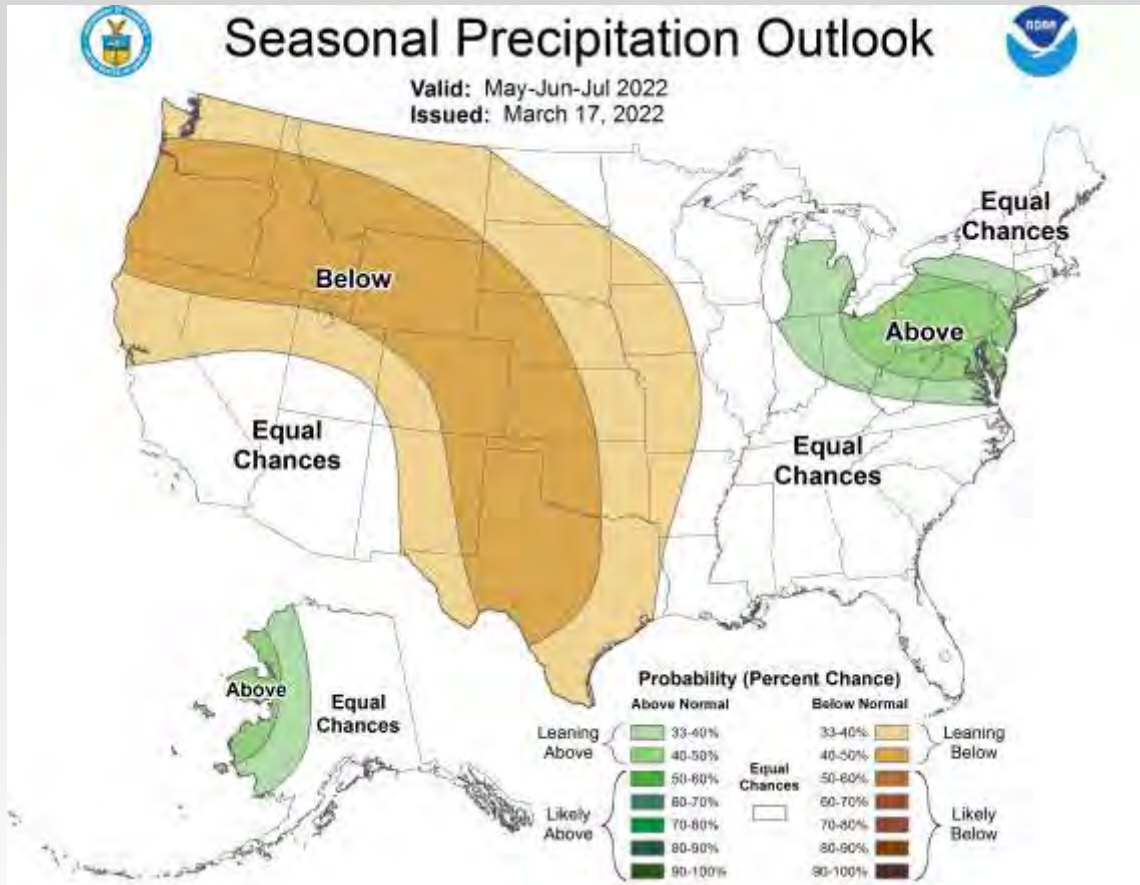 Seasonal Precipitation Outlook
noaa
Valid: May-Jun-Jul 2022
Issued: March 17, 2022
Equal
Chances
Below
Above
Equal
Chances
Equal
Chances
Above
Equal
Chances
Probability (Percent Chance)
Above Normal
Below Normal
Leaning
Above
33-40%
40-50%
Likely
Above
50-60%
60-70%
70-80%
80-90%
90-100%
Equal
Chances
33-40%
40-50%
Leaning
Below
50-60%
60-70%
70-80%
80-90%
90-100%
Likely
Below